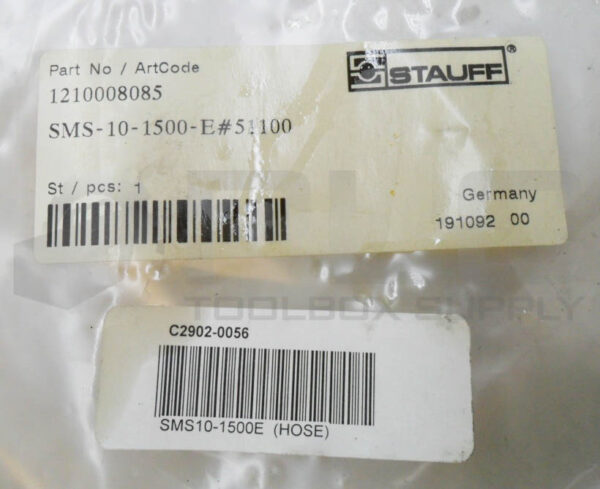 Part No / ArtCode
STAUFF®
1210008085
SMS-10-1500-E#51100
St / pcs: 1
Germany
191092 00
TOOLBOX SUPPLY
C2902-0056
SMS10-1500E (HOSE)